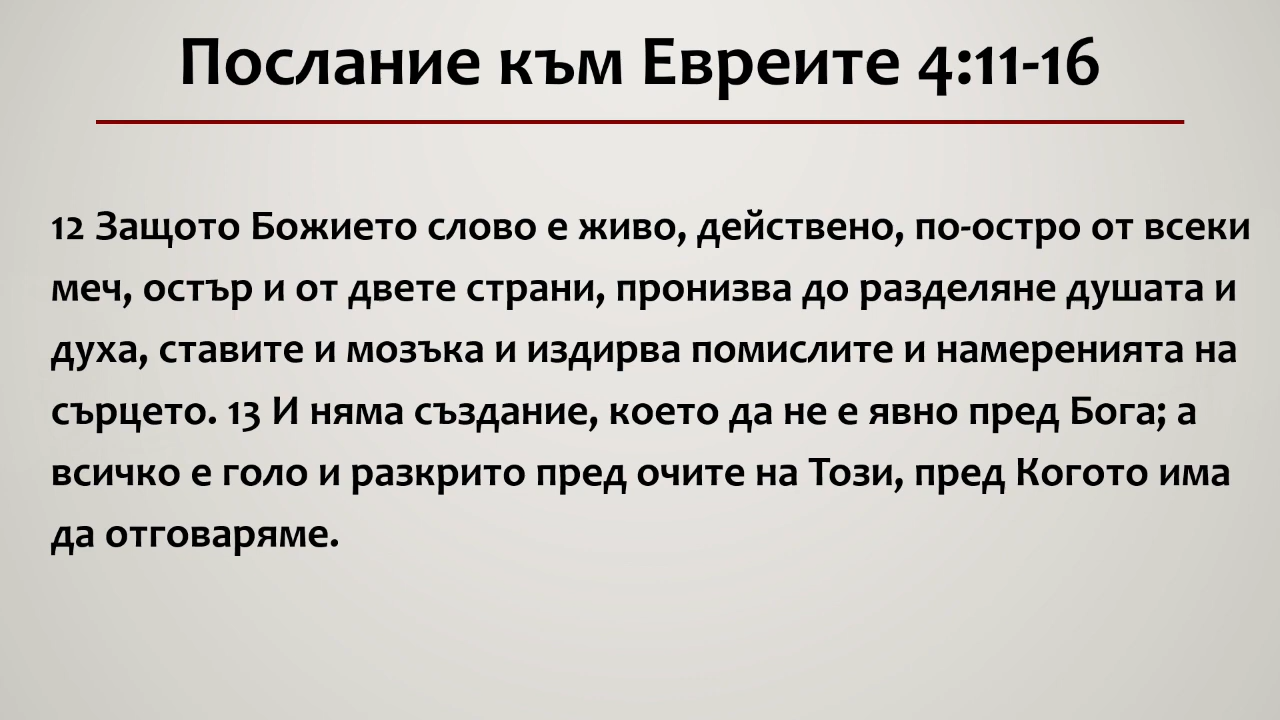 Послание към Евреите 4:11-16
12 Защото Божието слово е живо, действено, по-остро от всеки
меч, остър и от двете страни, пронизва до разделяне душата и
духа, ставите и мозъка и издирва помислите и намеренията на
сърцето. 13 И няма създание, което да не е явно пред Бога; а
всичко е голо и разкрито пред очите на Този, пред Когото има
да отговаряме.